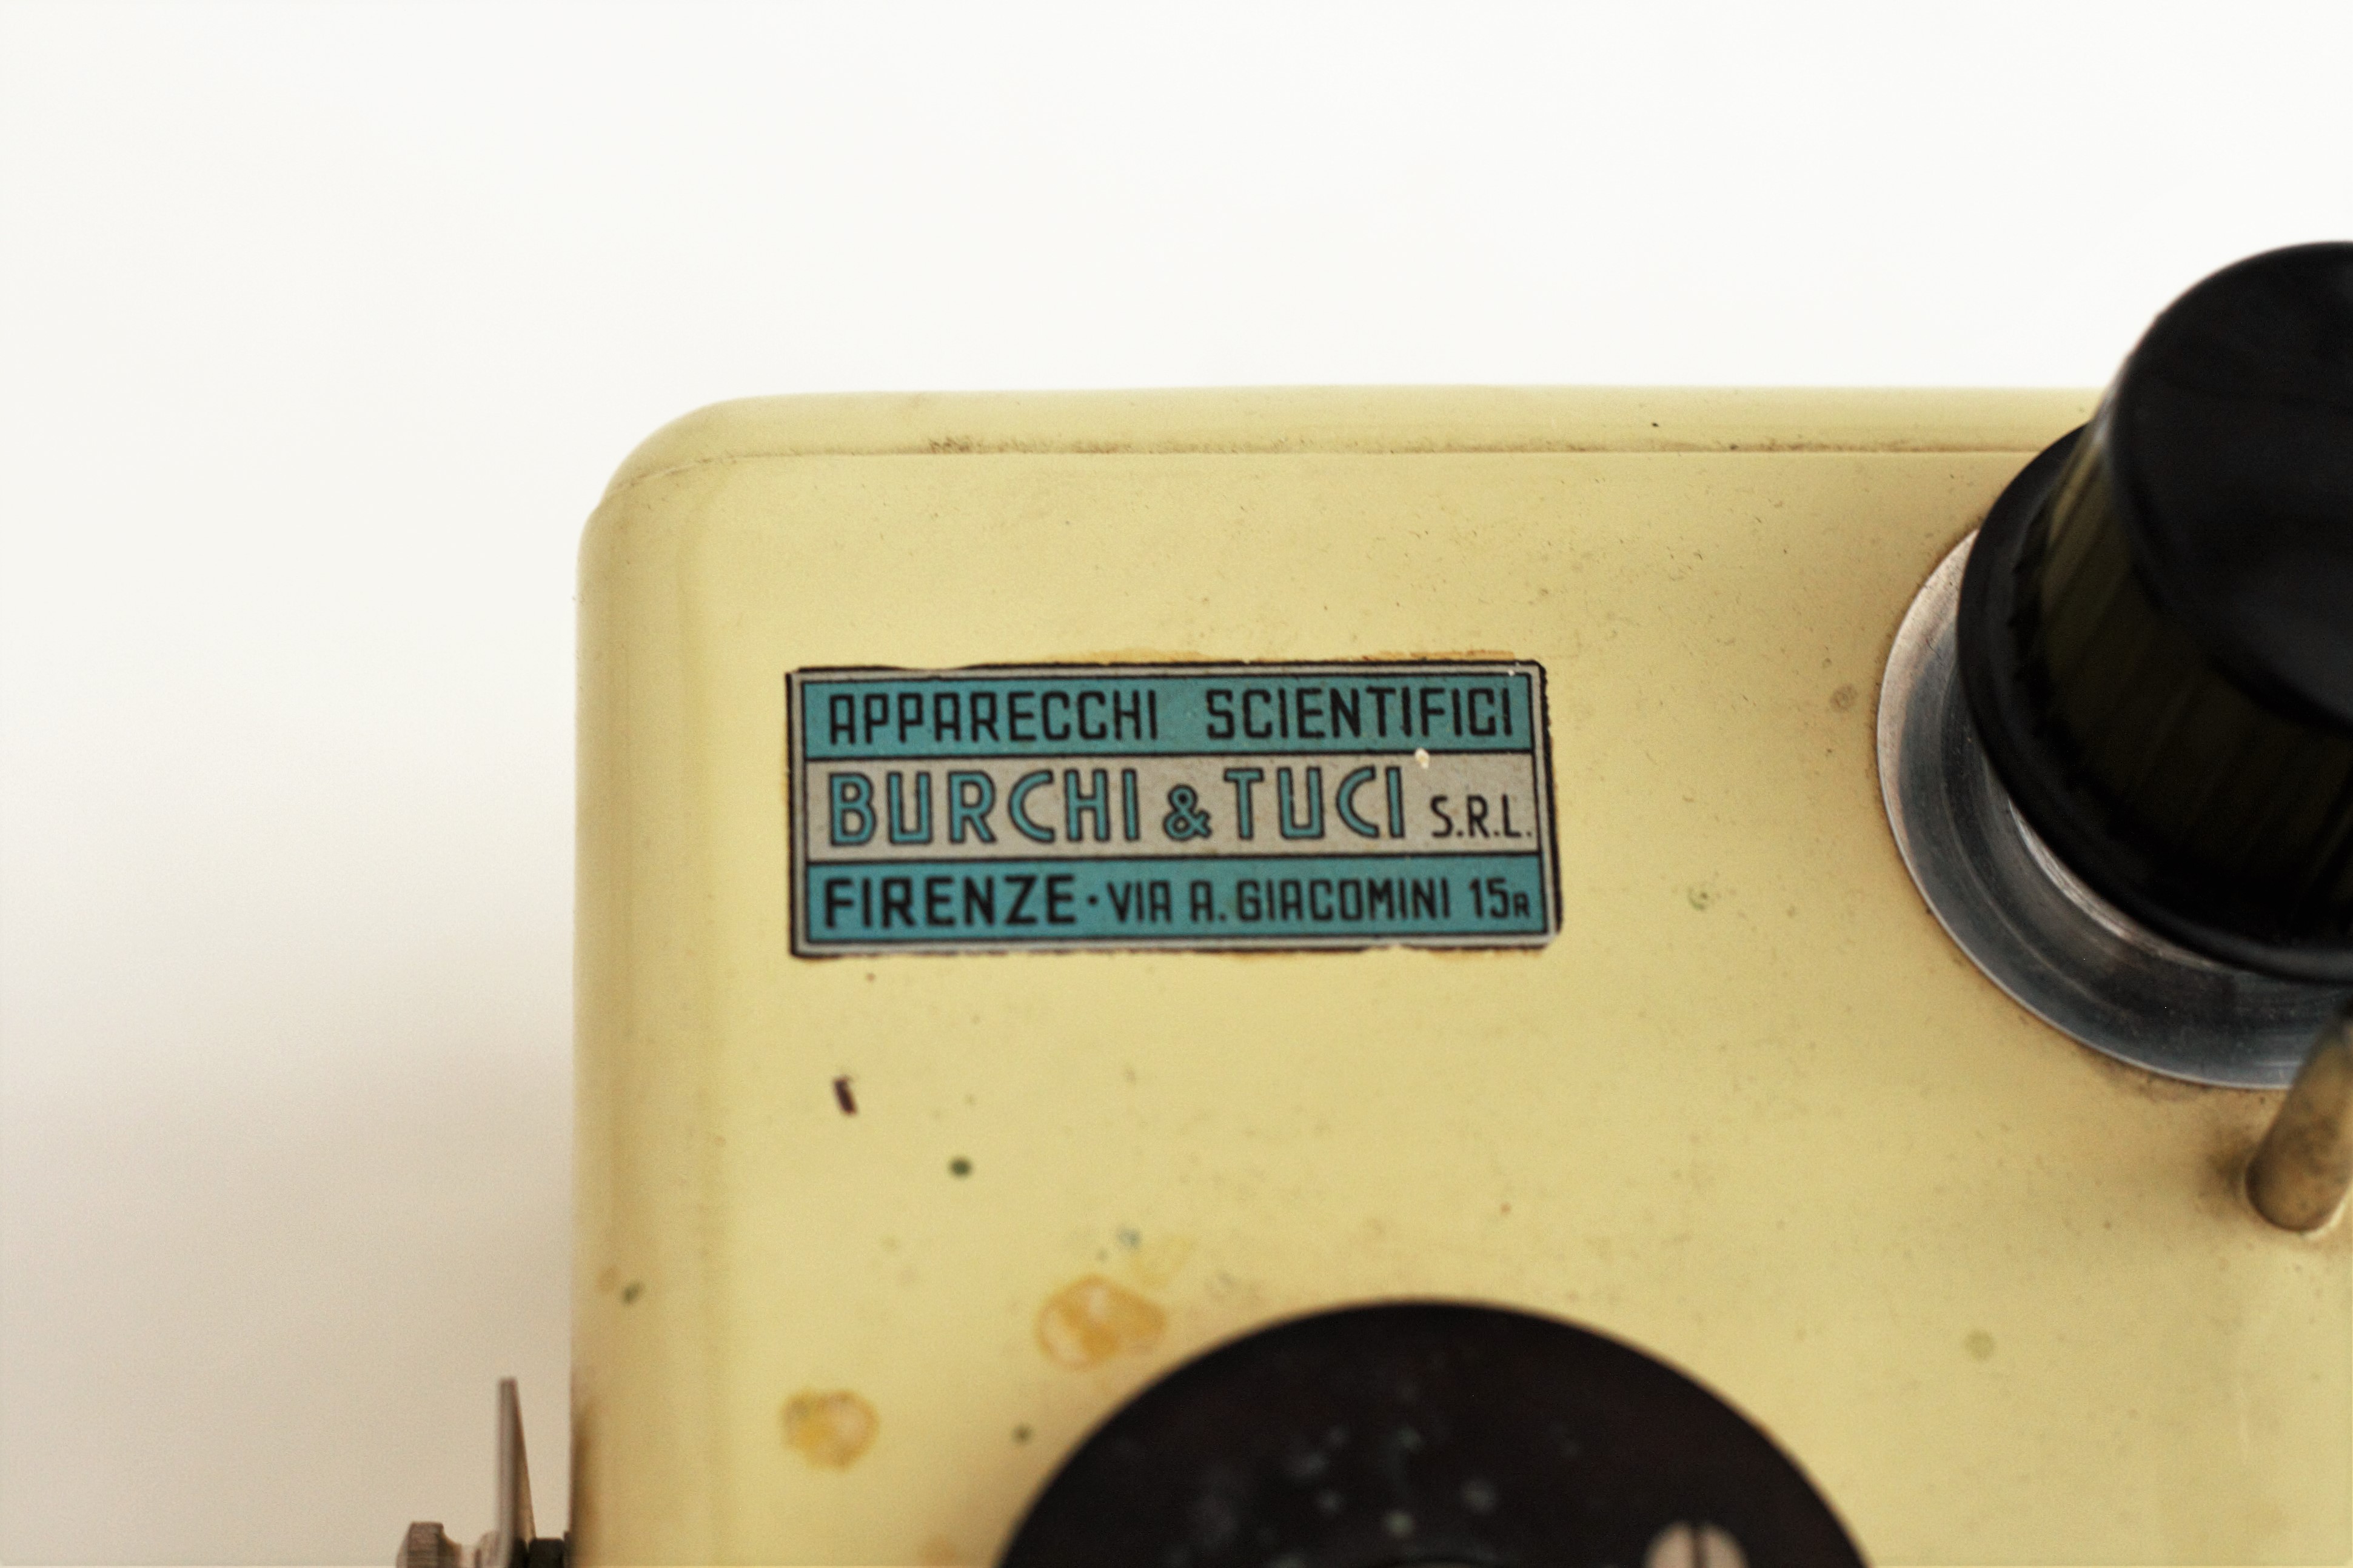 APPARECCHI SCIENTIFICI
BURCHI & TUCI S.R.L.
FIRENZE · VIA A. GIACOMINI 15R